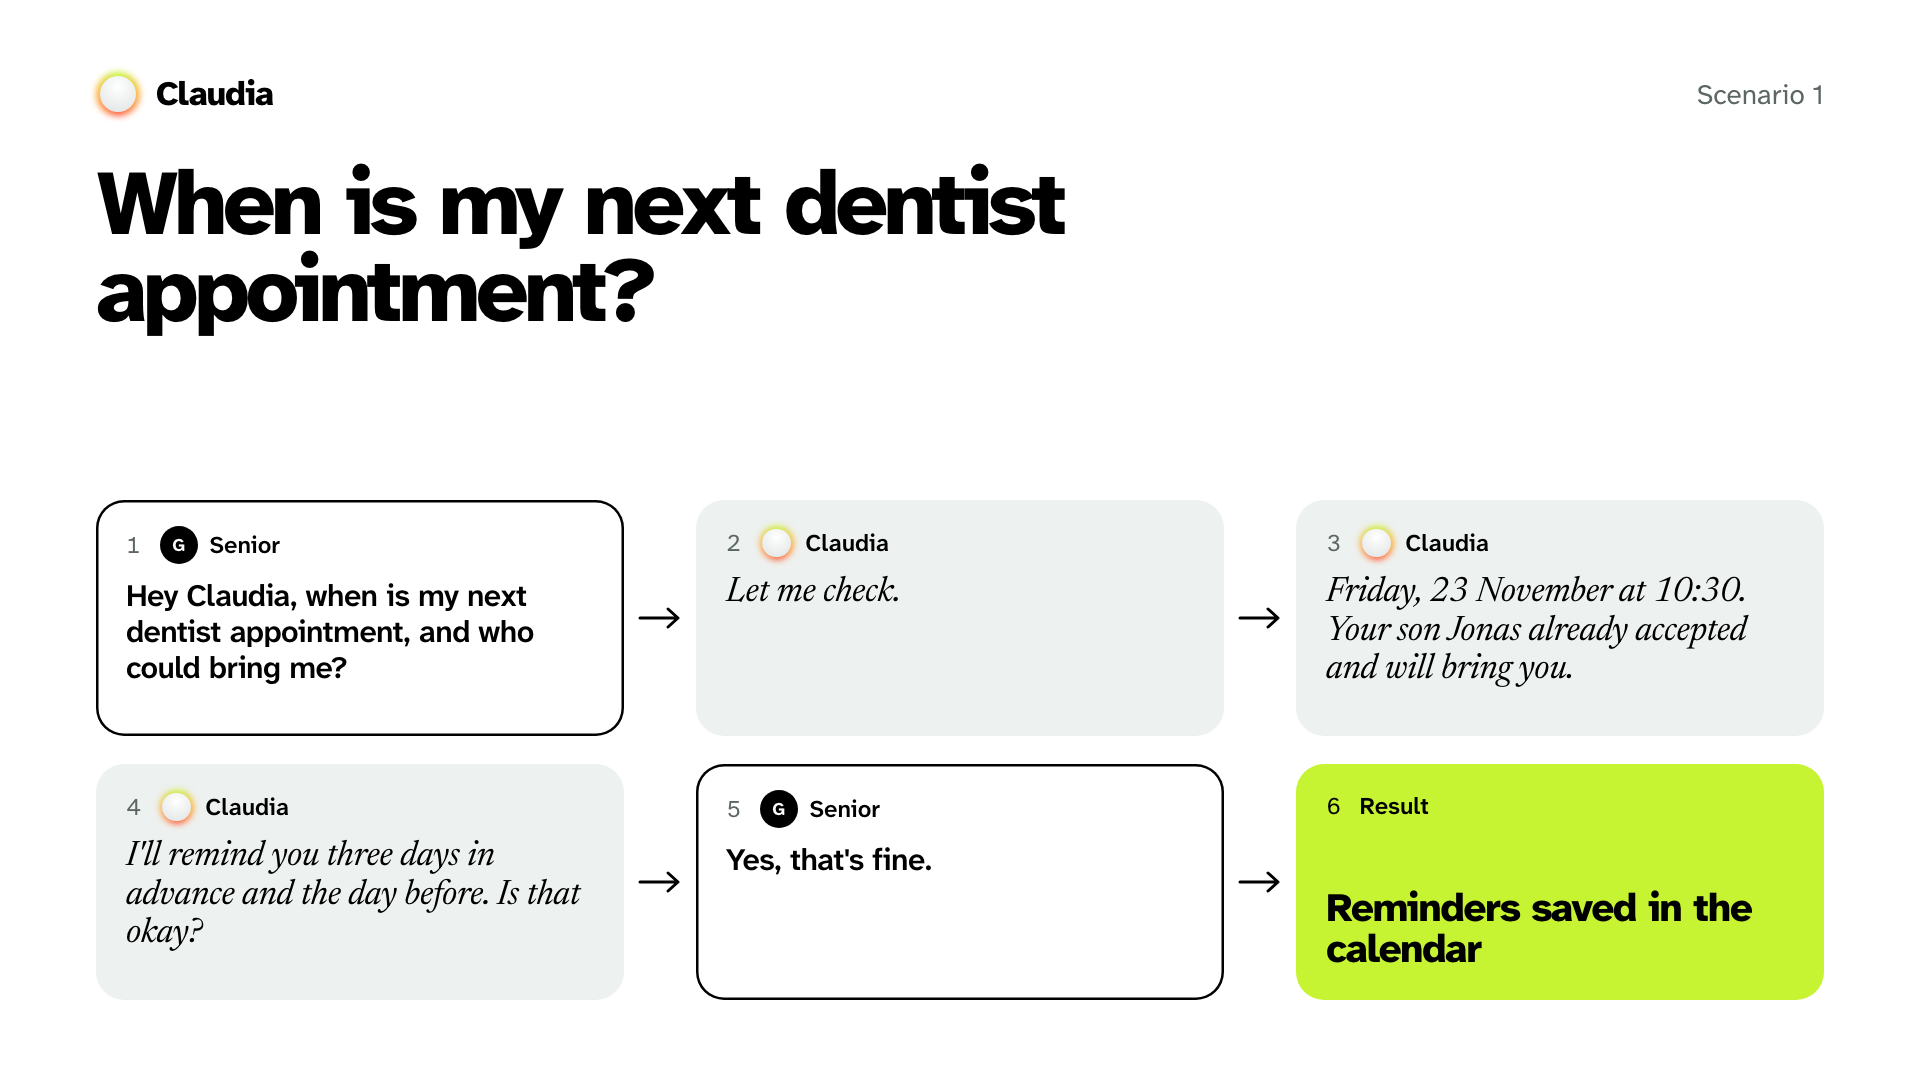 Claudia
Scenario 1
When is my next dentist
appointment?
1 G Senior
Hey Claudia, when is my next
dentist appointment, and who
could bring me?
2 Claudia
Let me check.
3 Claudia
Friday, 23 November at 10:30.
Your son Jonas already accepted
and will bring you.
4 Claudia
I'll remind you three days in
advance and the day before. Is that
okay?
5 G Senior
Yes, that's fine.
6 Result
Reminders saved in the
calendar